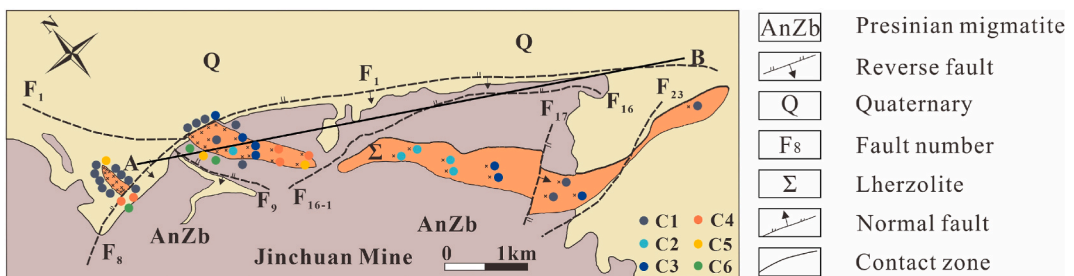 N
Q
Q
B
F1
F1
F23
F16
F17
A
Σ
F9
F16-1
AnZb
AnZb
F8
Jinchuan Mine
0 1km
C1 C4
C2 C5
C3 C6
AnZb Presinian migmatite
Reverse fault
Q Quaternary
F8 Fault number
Σ Lherzolite
Normal fault
Contact zone